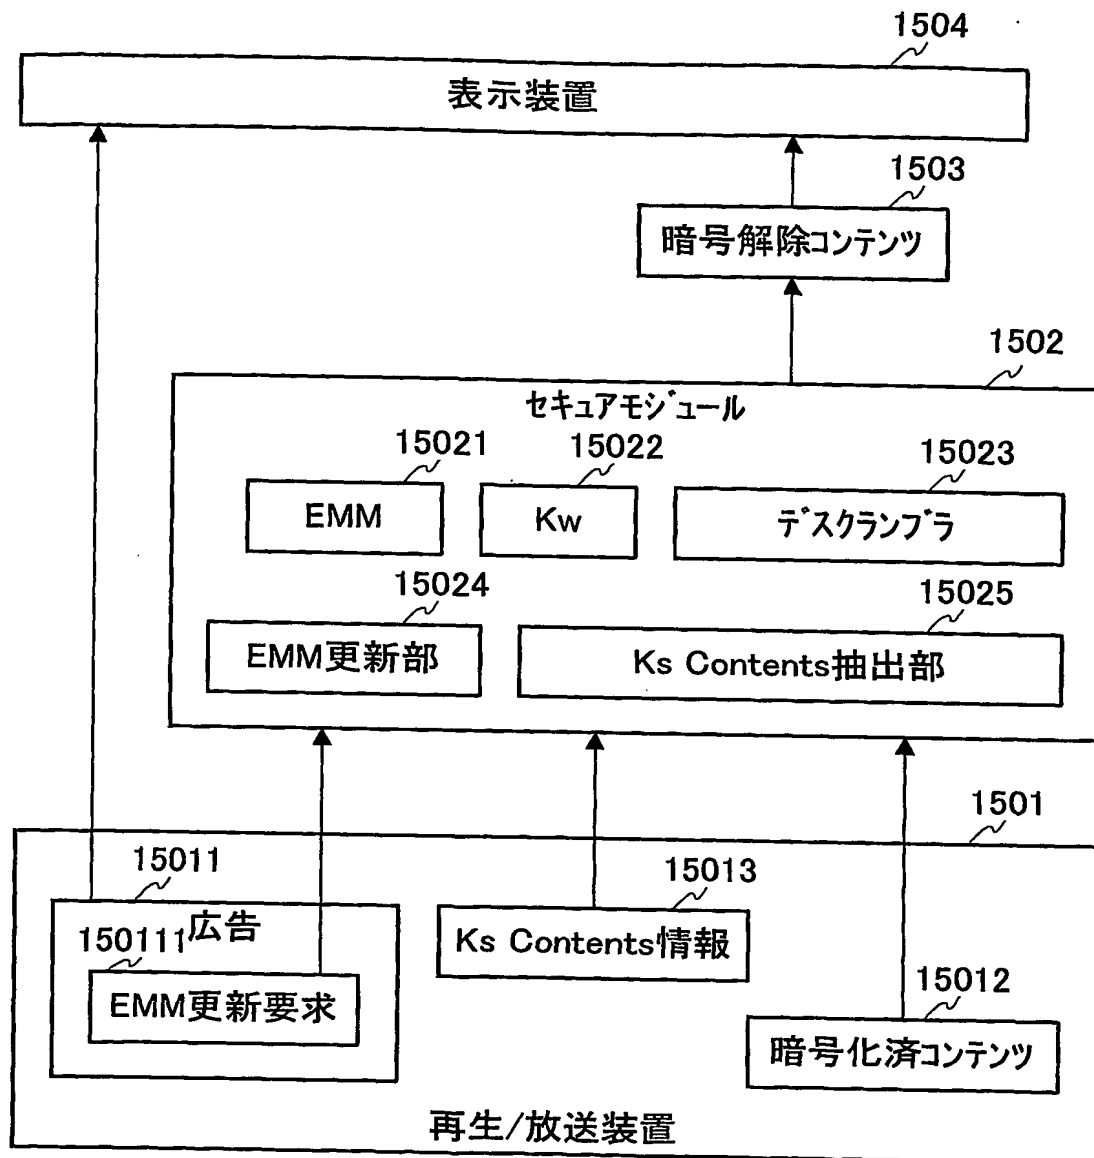 1504
表示装置
1503
暗号解除コンテンツ
1502
セキュアモジュール
15021
15022
15023
EMM
Kw
デスクランブラ
15024
15025
EMM更新部
Ks Contents抽出部
1501
15011
15013
広告
150111
Ks Contents情報
EMM更新要求
15012
暗号化済コンテンツ
再生/放送装置